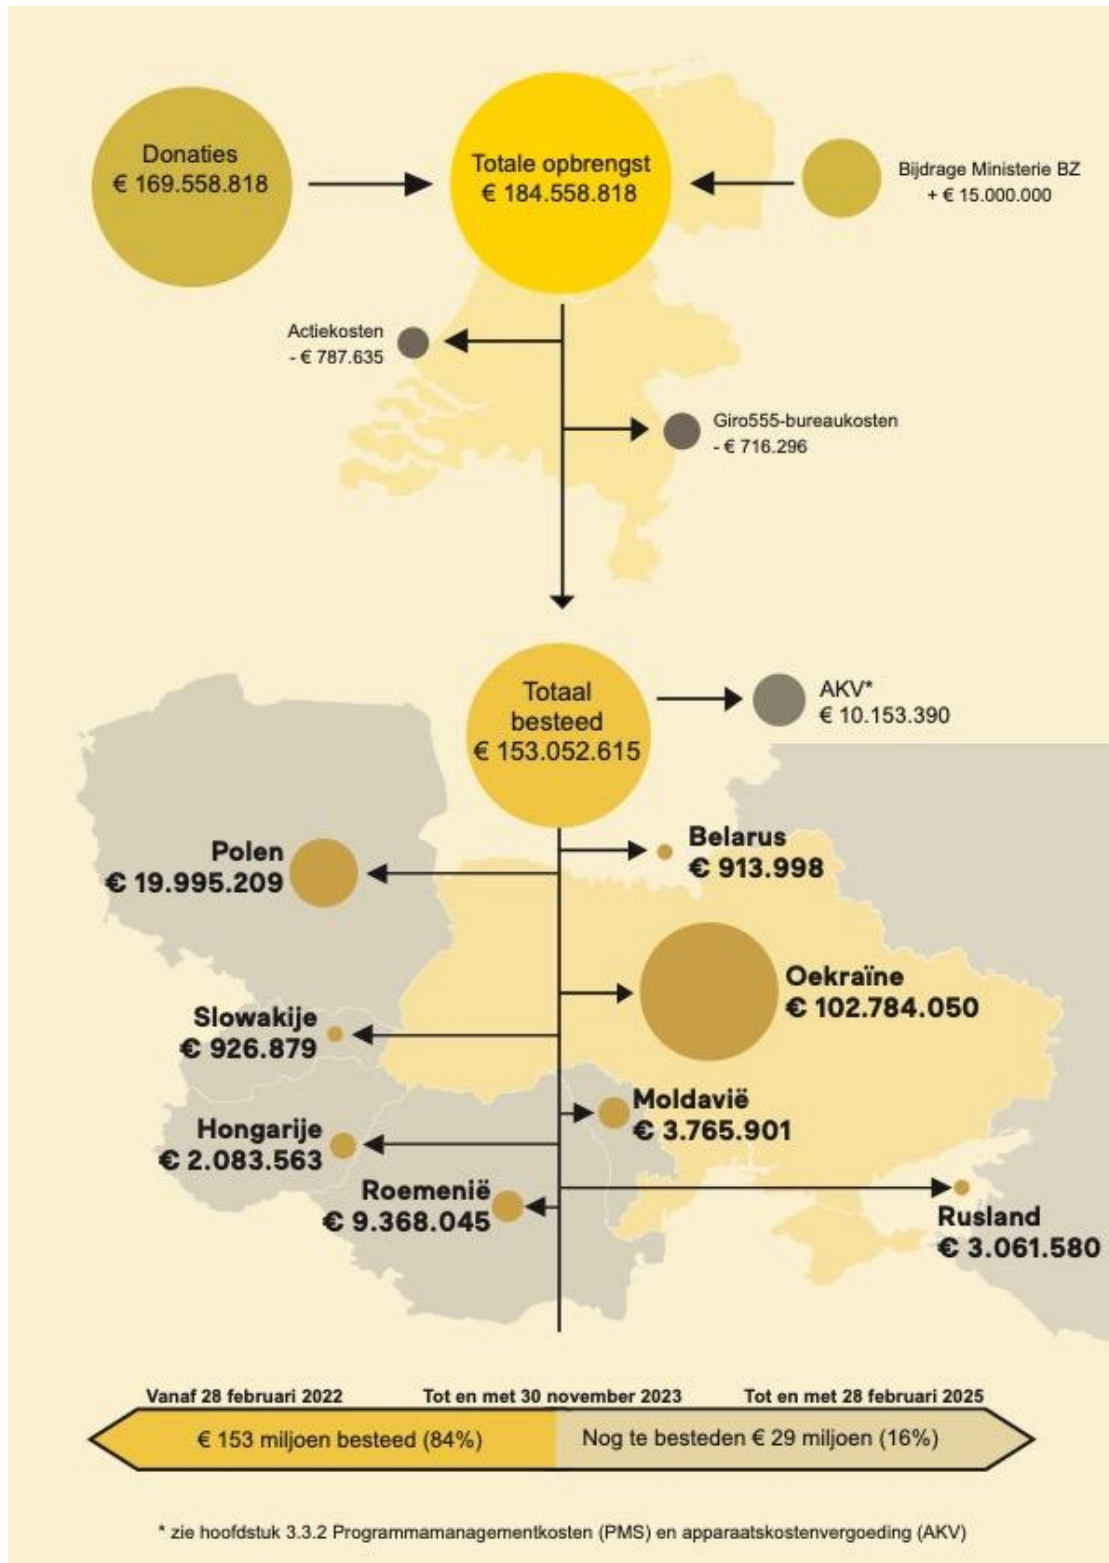 Donaties
€ 169.558.818
Totale opbrengst
€ 184.558.818
Bijdrage Ministerie BZ
+ € 15.000.000
Actiekosten
- € 787.635
Giro555-bureaukosten
- € 716.296
Totaal
besteed
€ 153.052.615
AKV*
€ 10.153.390
Polen
€ 19.995.209
Belarus
€ 913.998
Oekraïne
€ 102.784.050
Slowakije
€ 926.879
Moldavië
€ 3.765.901
Hongarije
€ 2.083.563
Roemenië
€ 9.368.045
Rusland
€ 3.061.580
Vanaf 28 februari 2022
Tot en met 30 november 2023
Tot en met 28 februari 2025
€ 153 miljoen besteed (84%)
Nog te besteden € 29 miljoen (16%)
* zie hoofdstuk 3.3.2 Programmamanagementkosten (PMS) en apparaatskostenvergoeding (AKV)